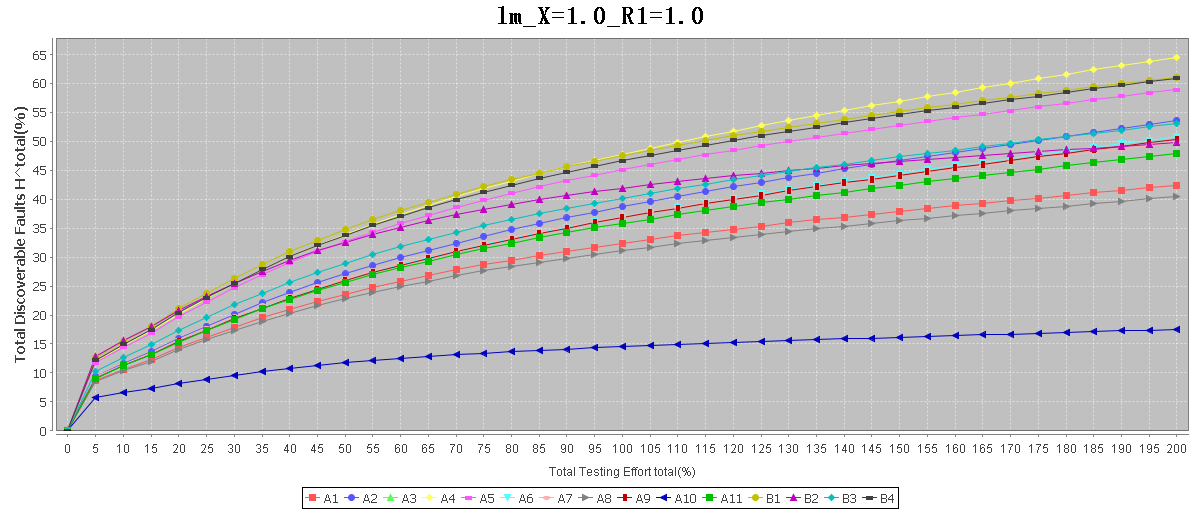 lm_X=1.0_R1=1.0
Total Discoverable Faults H^total(%)
65
60
55
50
45
40
35
30
25
20
15
10
5
0
0 5 10 15 20 25 30 35 40 45 50 55 60 65 70 75 80 85 90 95 100 105 110 115 120 125 130 135 140 145 150 155 160 165 170 175 180 185 190 195 200
Total Testing Effort total(%)
A1 A2 A3 A4 A5 A6 A7 A8 A9 A10 A11 B1 B2 B3 B4